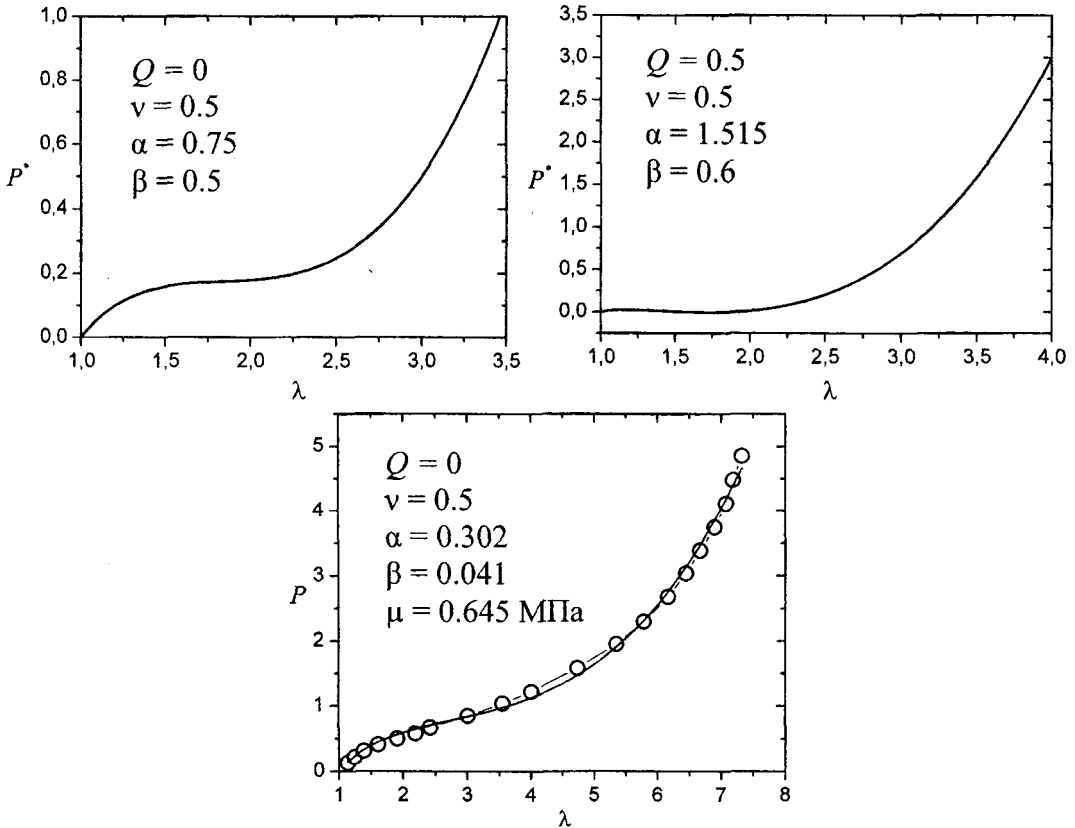 1,0
0,8
0,6
0,4
0,2
0,0
P*
Q = 0
ν = 0.5
α = 0.75
β = 0.5
1,0 1,5 2,0 2,5 3,0 3,5
λ
3,5
3,0
2,5
2,0
1,5
1,0
0,5
0,0
P*
Q = 0.5
ν = 0.5
α = 1.515
β = 0.6
1,0 1,5 2,0 2,5 3,0 3,5 4,0
λ
5
4
3
2
1
0
P
Q = 0
ν = 0.5
α = 0.302
β = 0.041
μ = 0.645 МПа
1 2 3 4 5 6 7 8
λ